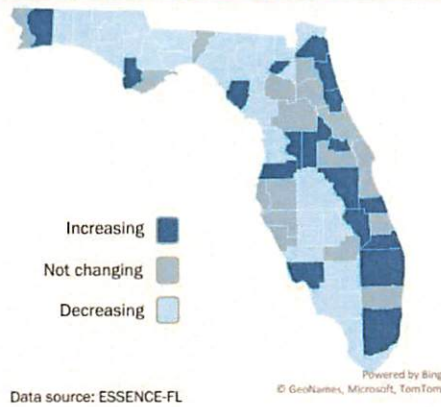 Increasing
Not changing
Decreasing
Powered by Bing
© GeoNames, Microsoft, TomTom
Data source: ESSENCE-FL